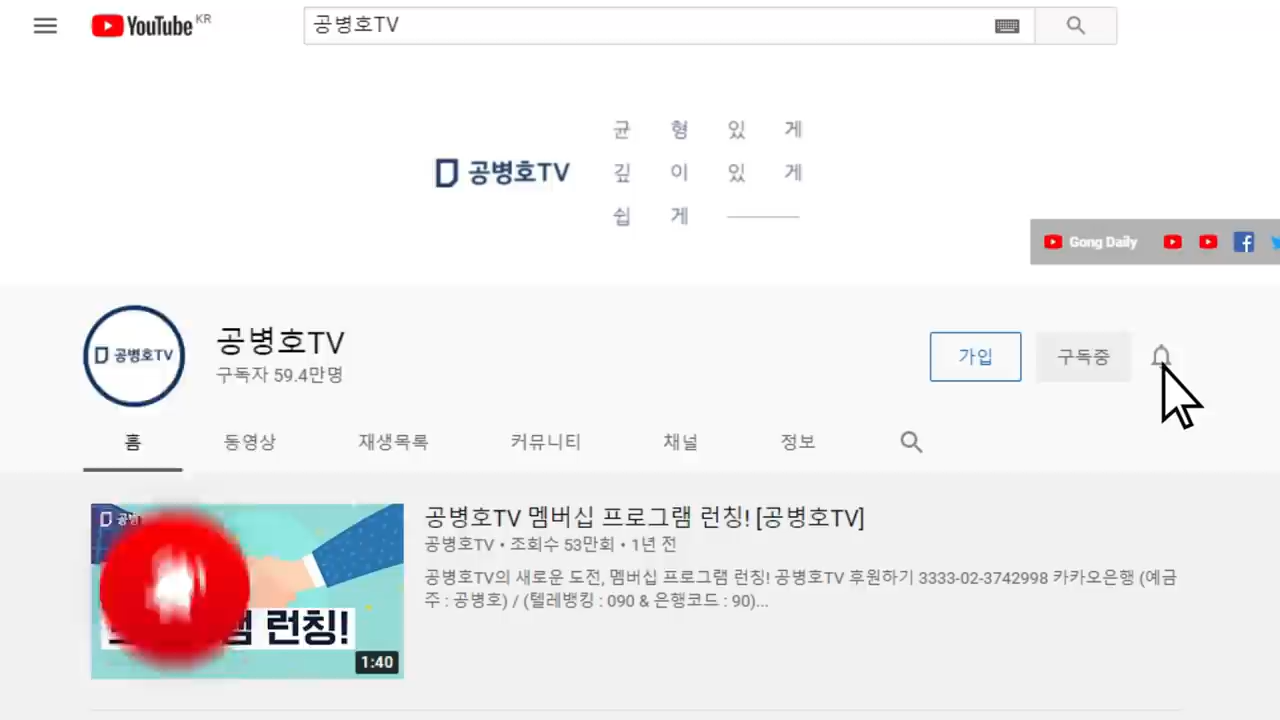 YouTube KR
공병호TV
균 형 있 게
공병호TV
깊 이 있 게
쉽 게
Gong Daily
공병호TV
공병호TV
가입
구독중
구독자 59.4만명
홈
동영상
재생목록
커뮤니티
채널
정보
공병호TV 멤버십 프로그램 런칭! [공병호TV]
공병호TV • 조회수 53만회 • 1년 전
공병호TV의 새로운 도전, 멤버십 프로그램 런칭! 공병호TV 후원하기 3333-02-3742998 카카오은행 (예금
주 : 공병호) / (텔레뱅킹 : 090 & 은행코드 : 90)...
런칭!
1:40